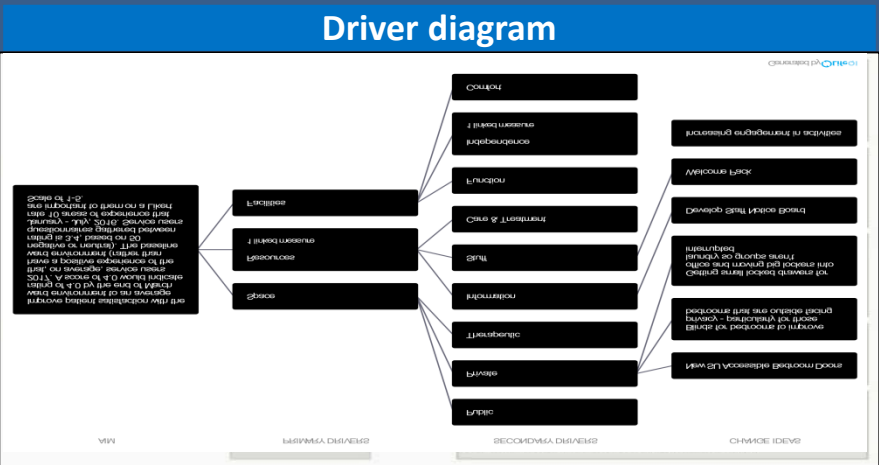 Driver diagram
AIM
PRIMARY DRIVERS
SECONDARY DRIVERS
CHANGE IDEAS
Improve patient satisfaction with the
ward environment to an average
rating of 4.0 by the end of March
2017. A score of 4.0 would indicate
that, on average, service users
have a positive experience of the
ward environment (rather than
negative or neutral). The baseline
rating is 3.4, based on 50
questionnaires gathered between
January - July, 2016. Service users
rate 10 areas of experience that
are important to them on a Likert
Scale of 1-5.
Space
Resources
1 linked measure
Facilities
Public
Private
Therapeutic
Information
Staff
Care & Treatment
Function
Independence
1 linked measure
Comfort
New SU Accessible Bedroom Doors
Blinds for bedrooms to improve
privacy - particularly for those
bedrooms that are outside facing
Getting small locked drawers for
office and moving big lockers into
laundry so groups aren't
interrupted
Develop Staff Notice Board
Welcome Pack
Increasing engagement in activities
Generated by LifeQI